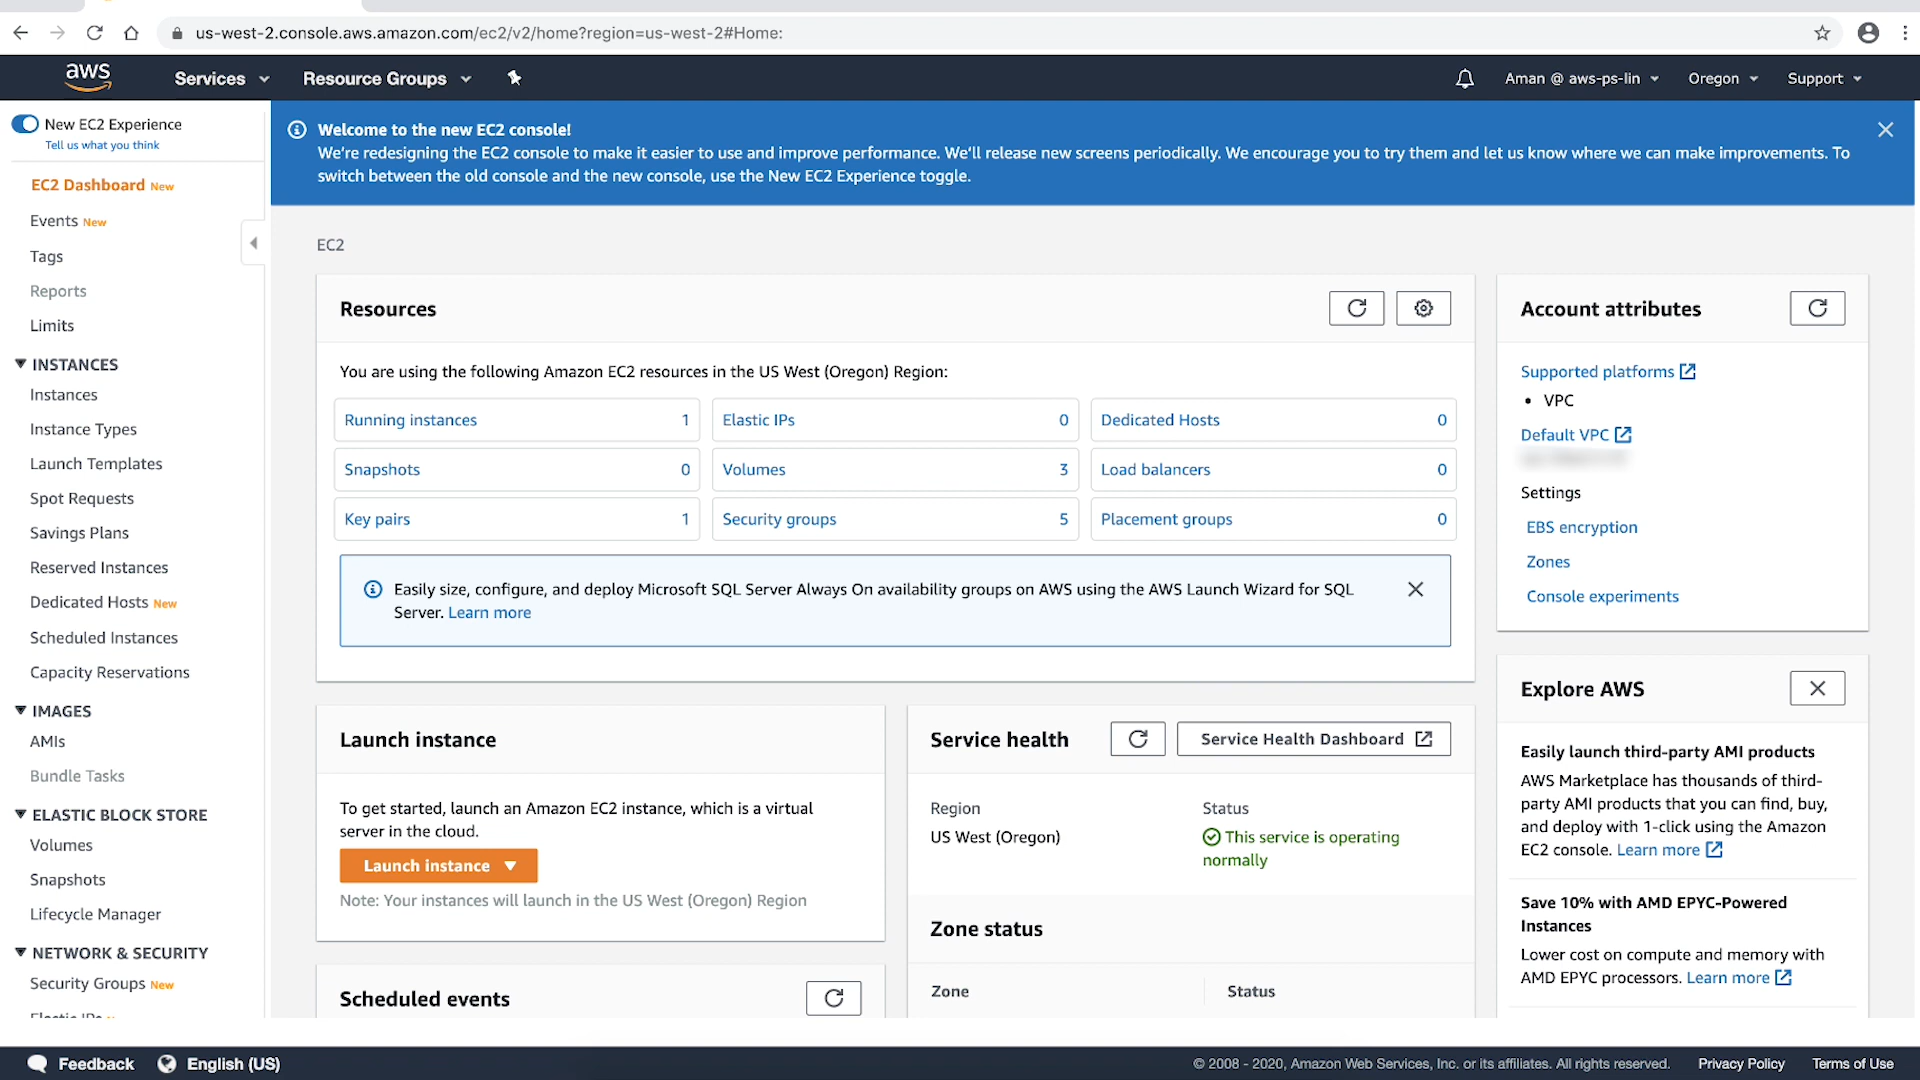 us-west-2.console.aws.amazon.com/ec2/v2/home?region=us-west-2#Home:
aws
Services
Resource Groups
Aman @ aws-ps-lin
Oregon
Support
New EC2 Experience
Tell us what you think
EC2 Dashboard New
Events New
Tags
Reports
Limits
INSTANCES
Instances
Instance Types
Launch Templates
Spot Requests
Savings Plans
Reserved Instances
Dedicated Hosts New
Scheduled Instances
Capacity Reservations
IMAGES
AMIs
Bundle Tasks
ELASTIC BLOCK STORE
Volumes
Snapshots
Lifecycle Manager
NETWORK & SECURITY
Security Groups New
Welcome to the new EC2 console!
We're redesigning the EC2 console to make it easier to use and improve performance. We'll release new screens periodically. We encourage you to try them and let us know where we can make improvements. To
switch between the old console and the new console, use the New EC2 Experience toggle.
EC2
Resources
You are using the following Amazon EC2 resources in the US West (Oregon) Region:
Running instances 1
Elastic IPs 0
Dedicated Hosts 0
Snapshots 0
Volumes 3
Load balancers 0
Key pairs 1
Security groups 5
Placement groups 0
Easily size, configure, and deploy Microsoft SQL Server Always On availability groups on AWS using the AWS Launch Wizard for SQL
Server. Learn more
Launch instance
To get started, launch an Amazon EC2 instance, which is a virtual
server in the cloud.
Launch instance
Note: Your instances will launch in the US West (Oregon) Region
Scheduled events
Service health
Service Health Dashboard
Region
US West (Oregon)
Status
This service is operating
normally
Zone status
Zone
Status
Account attributes
Supported platforms
• VPC
Default VPC
Settings
EBS encryption
Zones
Console experiments
Explore AWS
Easily launch third-party AMI products
AWS Marketplace has thousands of third-
party AMI products that you can find, buy,
and deploy with 1-click using the Amazon
EC2 console. Learn more
Save 10% with AMD EPYC-Powered
Instances
Lower cost on compute and memory with
AMD EPYC processors. Learn more
Feedback
English (US)
© 2008 - 2020, Amazon Web Services, Inc. or its affiliates. All rights reserved.
Privacy Policy
Terms of Use